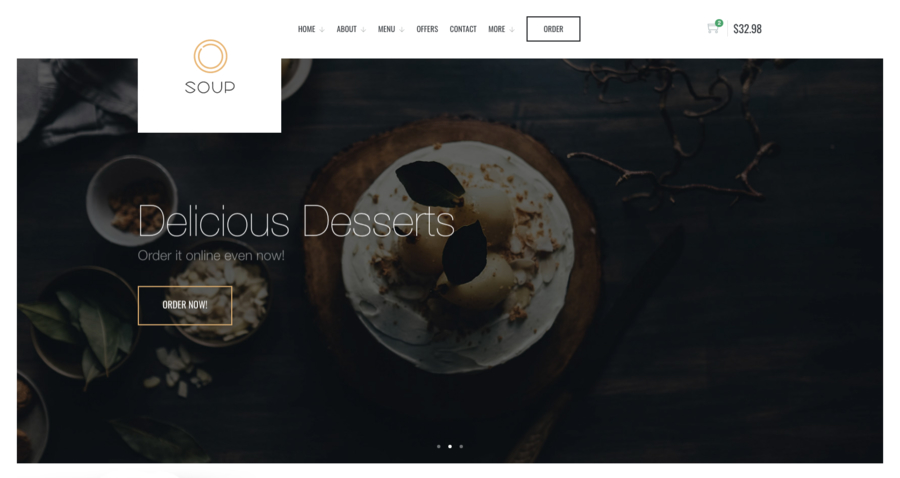 HOME ABOUT MENU OFFERS CONTACT MORE ORDER 2 $32.98
SOUP
Delicious Desserts
Order it online even now!
ORDER NOW!